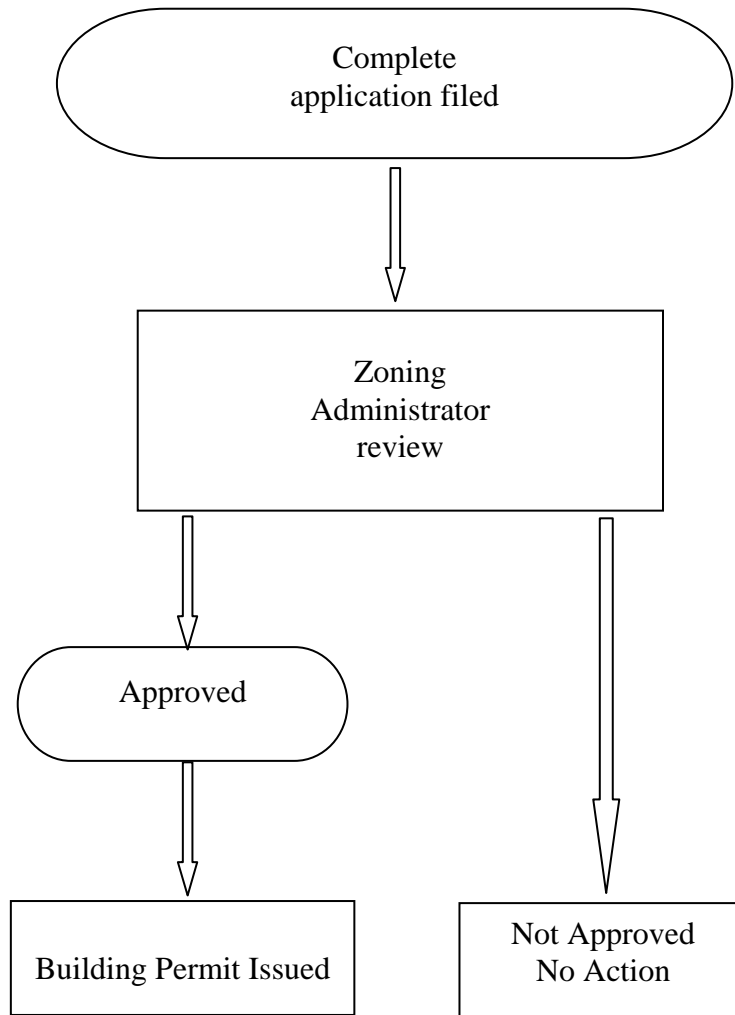 Complete
application filed
Zoning
Administrator
review
Approved
Building Permit Issued
Not Approved
No Action